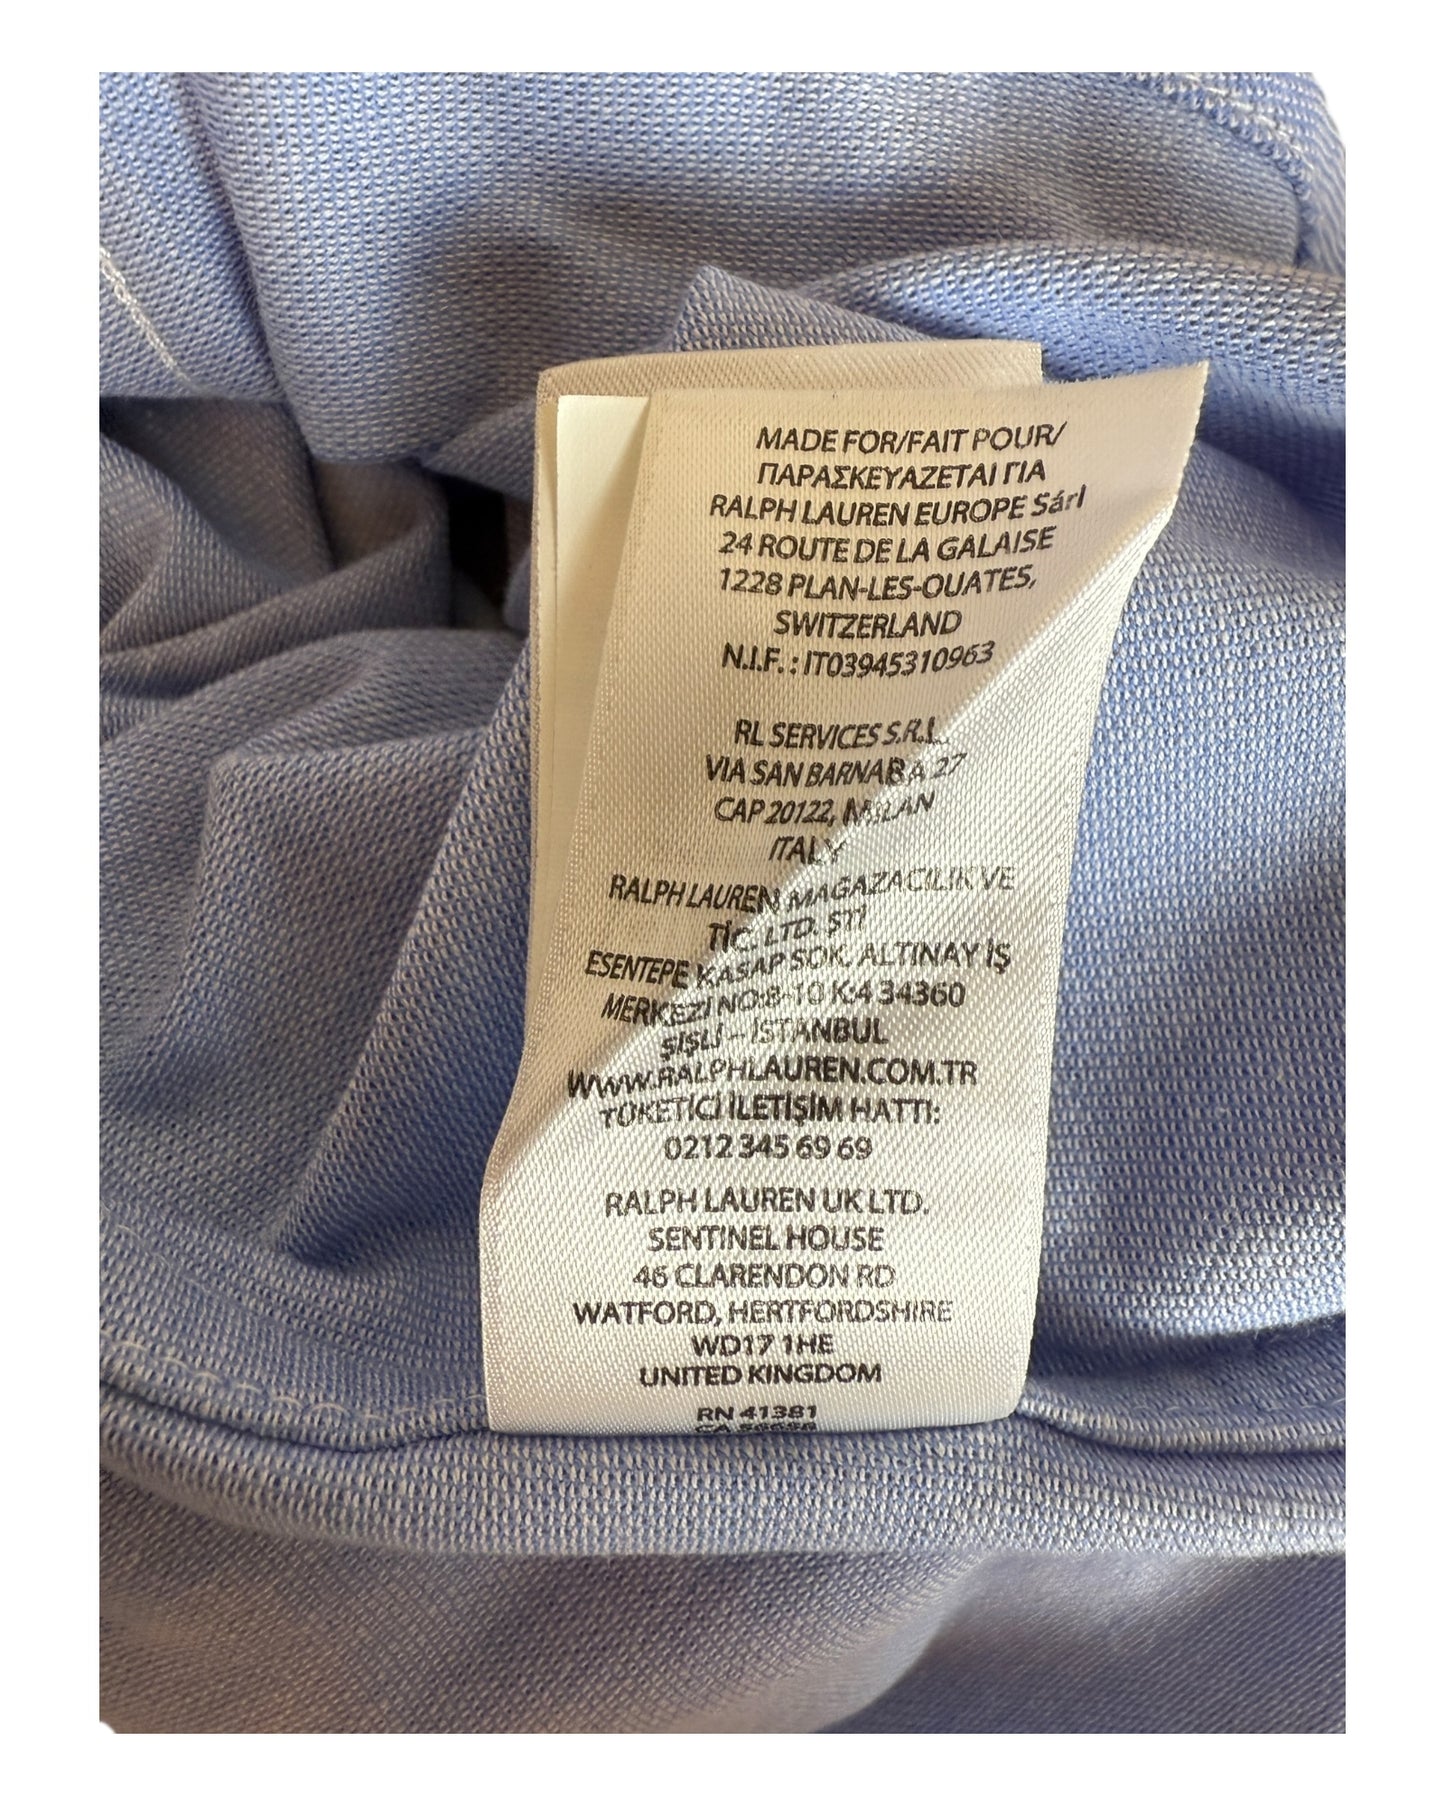 MADE FOR/FAIT POUR/
ΠΑΡΑΣΚΕΥΑΖΕΤΑΙ ΓΙΑ
RALPH LAUREN EUROPE Sárl
24 ROUTE DE LA GALAISE
1228 PLAN-LES-OUATES,
SWITZERLAND
N.I.F. : IT03945310963
RL SERVICES S.R.L.
VIA SAN BARNABA 27
CAP 20122, MILAN
ITALY
RALPH LAUREN MAGAZACILIK VE
TİC. LTD. STİ
ESENTEPE KASAP SOK. ALTINAY İŞ
MERKEZİ NO:8-10 K:4 34360
ŞİŞLİ – İSTANBUL
WWW.RALPHLAUREN.COM.TR
TÜKETİCİ İLETİŞİM HATTI:
0212 345 69 69
RALPH LAUREN UK LTD.
SENTINEL HOUSE
46 CLARENDON RD
WATFORD, HERTFORDSHIRE
WD17 1HE
UNITED KINGDOM
RN 41381
CA